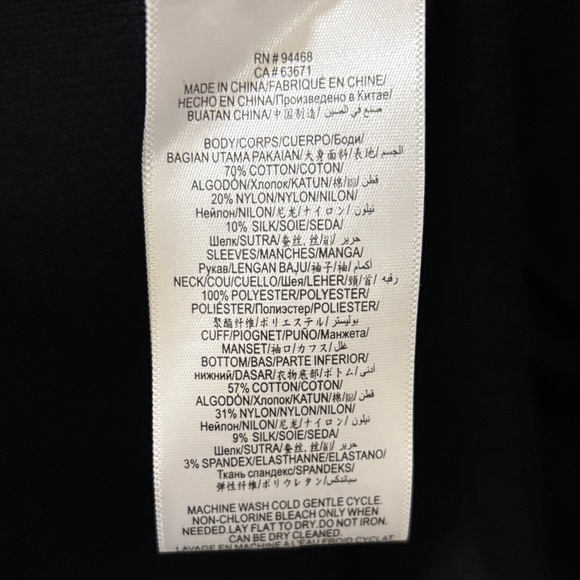 RN # 94468
CA # 63671
MADE IN CHINA/FABRIQUÉ EN CHINE/
HECHO EN CHINA/Произведено в Китае/
BUATAN CHINA/中国制造/ صنع في الصين
BODY/CORPS/CUERPO/Боди/
BAGIAN UTAMA PAKAIAN/大身面料/表地/ الجسم
70% COTTON/COTON/
ALGODÓN/Хлопок/KATUN/棉/綿/ قطن
20% NYLON/NYLON/NILON/
Нейлон/NILON/尼龙/ナイロン/ نيلون
10% SILK/SOIE/SEDA/
Шелк/SUTRA/蚕丝,丝/絹/ حرير
SLEEVES/MANCHES/MANGA/
Рукав/LENGAN BAJU/袖子/袖/ أكمام
NECK/COU/CUELLO/Шея/LEHER/颈/首/ رقبه
100% POLYESTER/POLYESTER/
POLIÉSTER/Полиэстер/POLIESTER/
聚酯纤维/ポリエステル/ بوليستر
CUFF/PIOGNET/PUÑO/Манжета/
MANSET/袖口/カフス/ غلل
BOTTOM/BAS/PARTE INFERIOR/
нижний/DASAR/衣物底部/ボトム/ أدنى
57% COTTON/COTON/
ALGODÓN/Хлопок/KATUN/棉/綿/ قطن
31% NYLON/NYLON/NILON/
Нейлон/NILON/尼龙/ナイロン/ نيلون
9% SILK/SOIE/SEDA/
Шелк/SUTRA/蚕丝,丝/絹/ حرير
3% SPANDEX/ELASTHANNE/ELASTANO/
Ткань спандекс/SPANDEKS/
弹性纤维/ポリウレタン/ سباندكس
MACHINE WASH COLD GENTLE CYCLE.
NON-CHLORINE BLEACH ONLY WHEN
NEEDED.LAY FLAT TO DRY.DO NOT IRON.
CAN BE DRY CLEANED.
LAVAGE EN MACHINE A L'EAU FROID CYCLAT